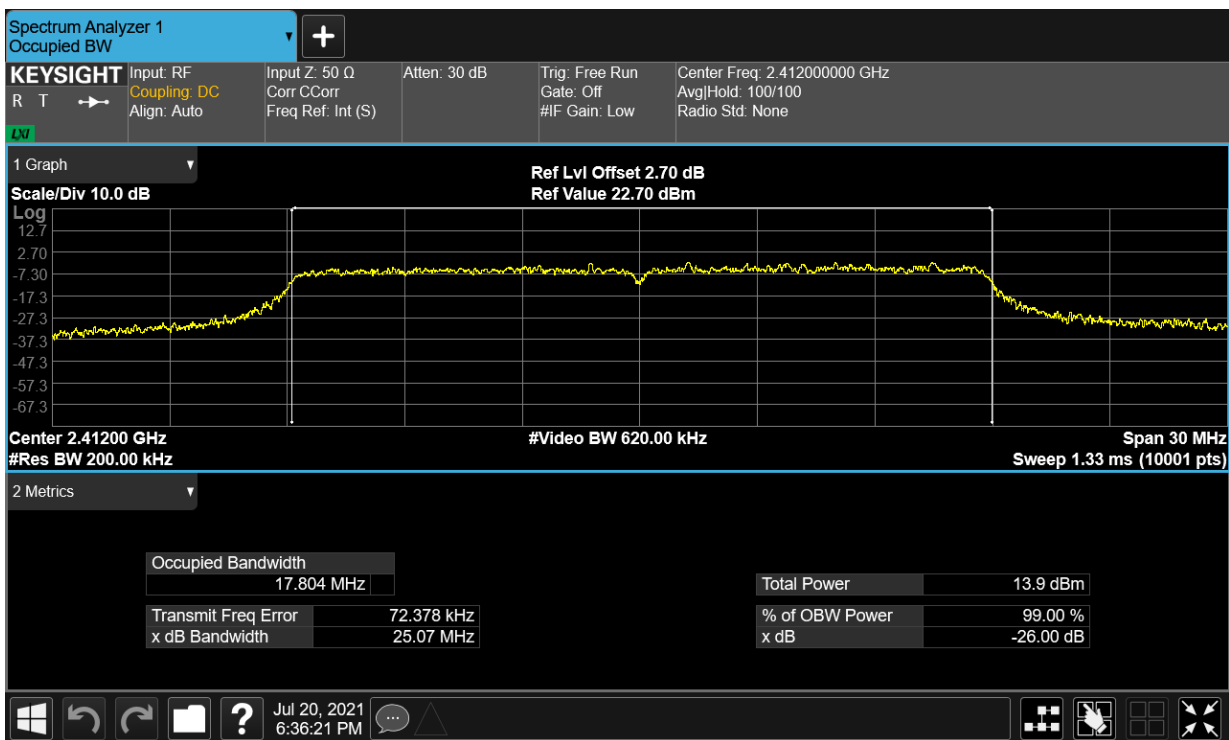 Spectrum Analyzer 1
Occupied BW
KEYSIGHT
R T
LXI
Input: RF
Coupling: DC
Align: Auto
Input Z: 50 Ω
Corr CCorr
Freq Ref: Int (S)
Atten: 30 dB
Trig: Free Run
Gate: Off
#IF Gain: Low
Center Freq: 2.412000000 GHz
Avg|Hold: 100/100
Radio Std: None
1 Graph
Scale/Div 10.0 dB
Ref Lvl Offset 2.70 dB
Ref Value 22.70 dBm
Log
12.7
2.70
-7.30
-17.3
-27.3
-37.3
-47.3
-57.3
-67.3
Center 2.41200 GHz
#Video BW 620.00 kHz
Span 30 MHz
#Res BW 200.00 kHz
Sweep 1.33 ms (10001 pts)
2 Metrics
Occupied Bandwidth
17.804 MHz
Total Power 13.9 dBm
Transmit Freq Error 72.378 kHz
% of OBW Power 99.00 %
x dB Bandwidth 25.07 MHz
x dB -26.00 dB
?
Jul 20, 2021
6:36:21 PM